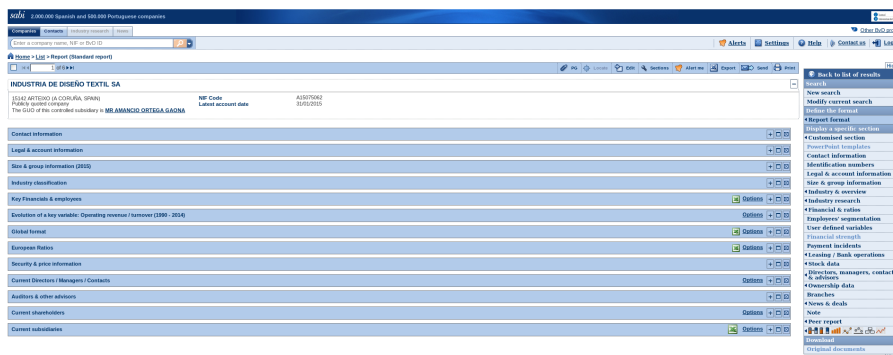 sabi 2.000.000 Spanish and 500.000 Portuguese companies
Companies Contacts Industry research News
Other BvD pro
Enter a company name, NIF or BvD ID
Alerts Settings Help Contact us Log
Home > List > Report (Standard report)
1 of 6
PG Locate Edit Sections Alert me Export Send Print
INDUSTRIA DE DISEÑO TEXTIL SA
15142 ARTEIXO (A CORUÑA, SPAIN) NIF Code A15075062
Publicly quoted company Latest account date 31/01/2015
The GUO of this controlled subsidiary is MR AMANCIO ORTEGA GAONA
Contact information
Legal & account information
Size & group information (2015)
Industry classification
Key Financials & employees Options
Evolution of a key variable: Operating revenue / turnover (1990 - 2014) Options
Global format Options
European Ratios Options
Security & price information
Current Directors / Managers / Contacts Options
Auditors & other advisors
Current shareholders Options
Current subsidiaries Options
Hi
Back to list of results
Search
New search
Modify current search
Define the format
Report format
Display a specific section
Customised section
PowerPoint templates
Contact information
Identification numbers
Legal & account information
Size & group information
Industry & overview
Industry research
Financial & ratios
Employees' segmentation
User defined variables
Financial strength
Payment incidents
Leasing / Bank operations
Stock data
Directors, managers, contact
& advisors
Ownership data
Branches
News & deals
Note
Peer report
Download
Original documents